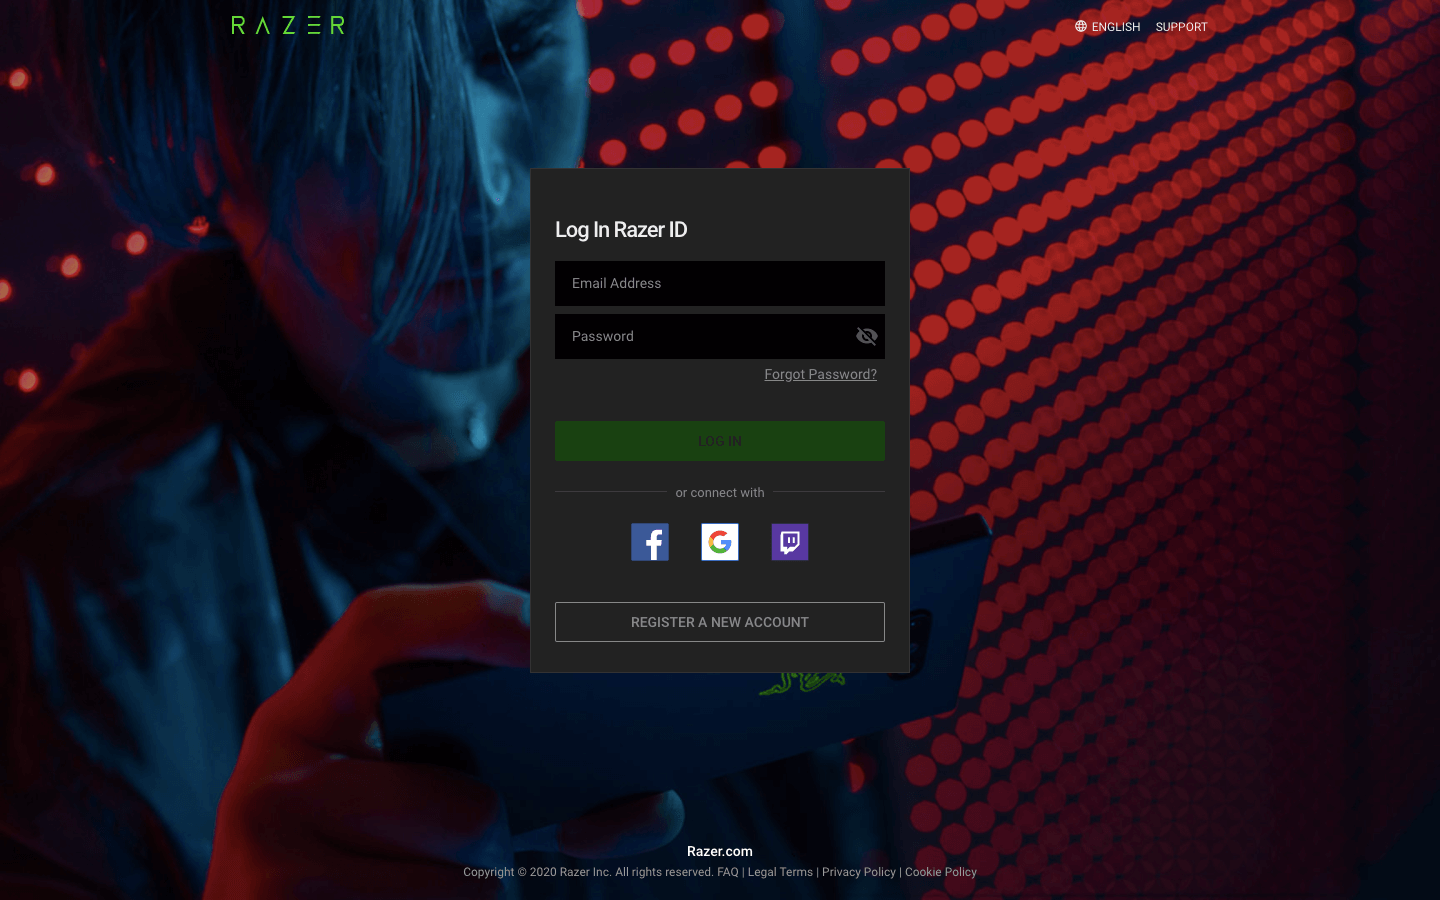 RAZER
ENGLISH SUPPORT
Log In Razer ID
Email Address
Password
Forgot Password?
LOG IN
or connect with
REGISTER A NEW ACCOUNT
Razer.com
Copyright © 2020 Razer Inc. All rights reserved. FAQ | Legal Terms | Privacy Policy | Cookie Policy